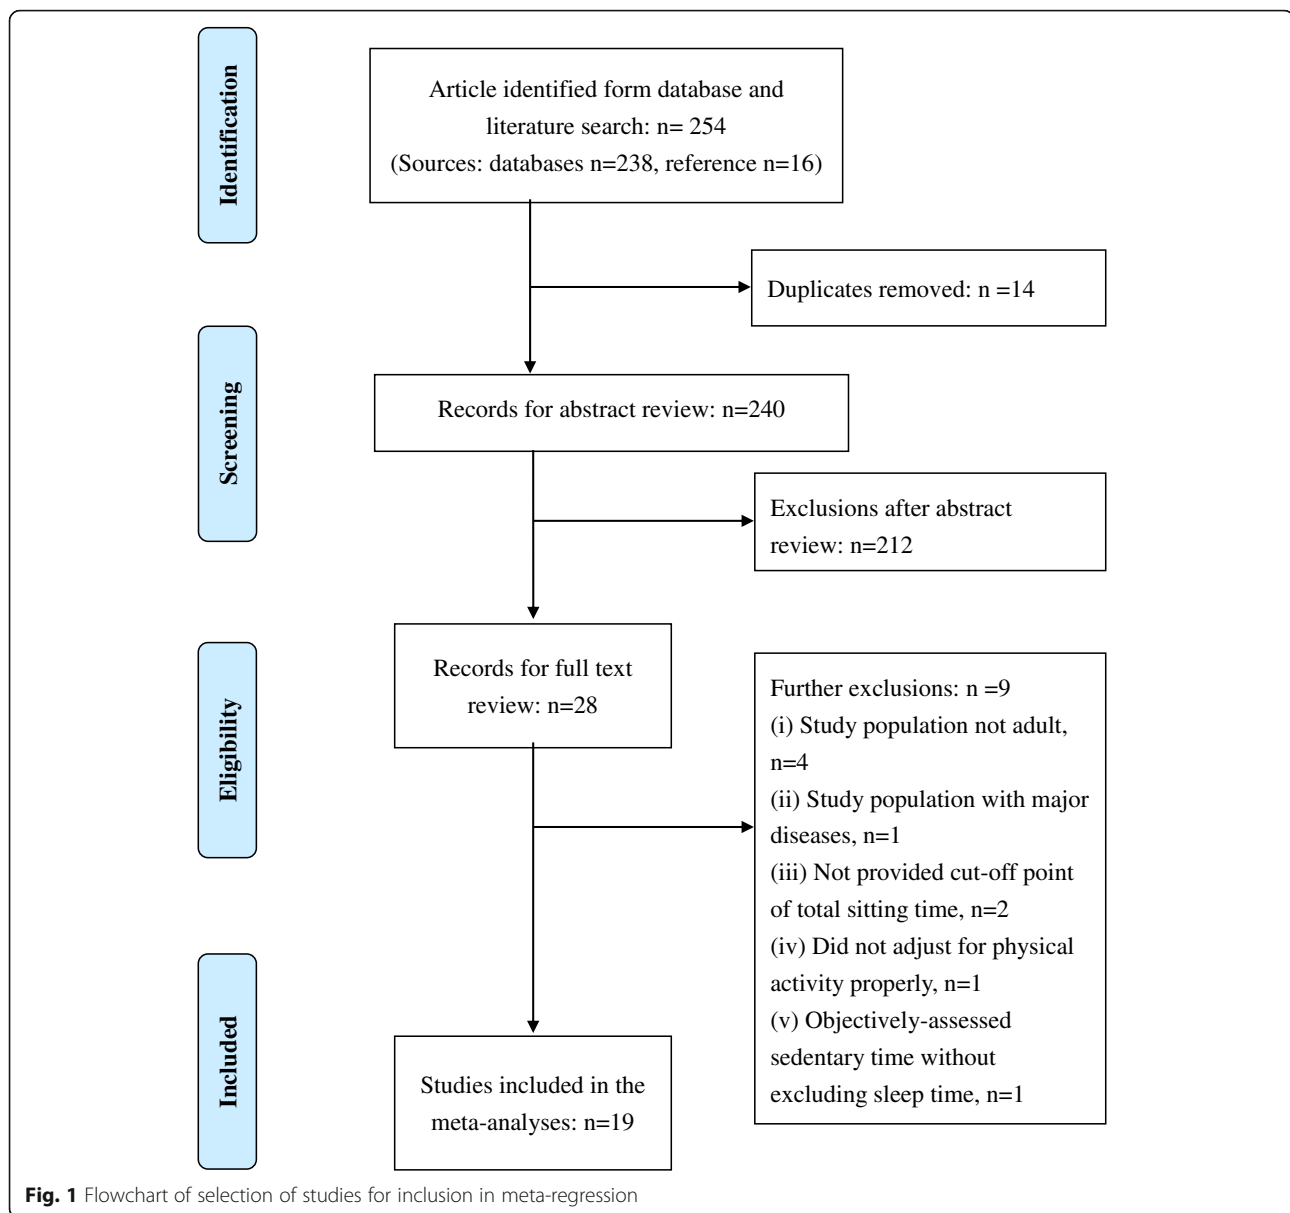 Identification
Article identified form database and
literature search: n= 254
(Sources: databases n=238, reference n=16)
Duplicates removed: n =14
Screening
Records for abstract review: n=240
Exclusions after abstract
review: n=212
Eligibility
Records for full text
review: n=28
Further exclusions: n =9
(i) Study population not adult,
n=4
(ii) Study population with major
diseases, n=1
(iii) Not provided cut-off point
of total sitting time, n=2
(iv) Did not adjust for physical
activity properly, n=1
(v) Objectively-assessed
sedentary time without
excluding sleep time, n=1
Included
Studies included in the
meta-analyses: n=19
Fig. 1 Flowchart of selection of studies for inclusion in meta-regression